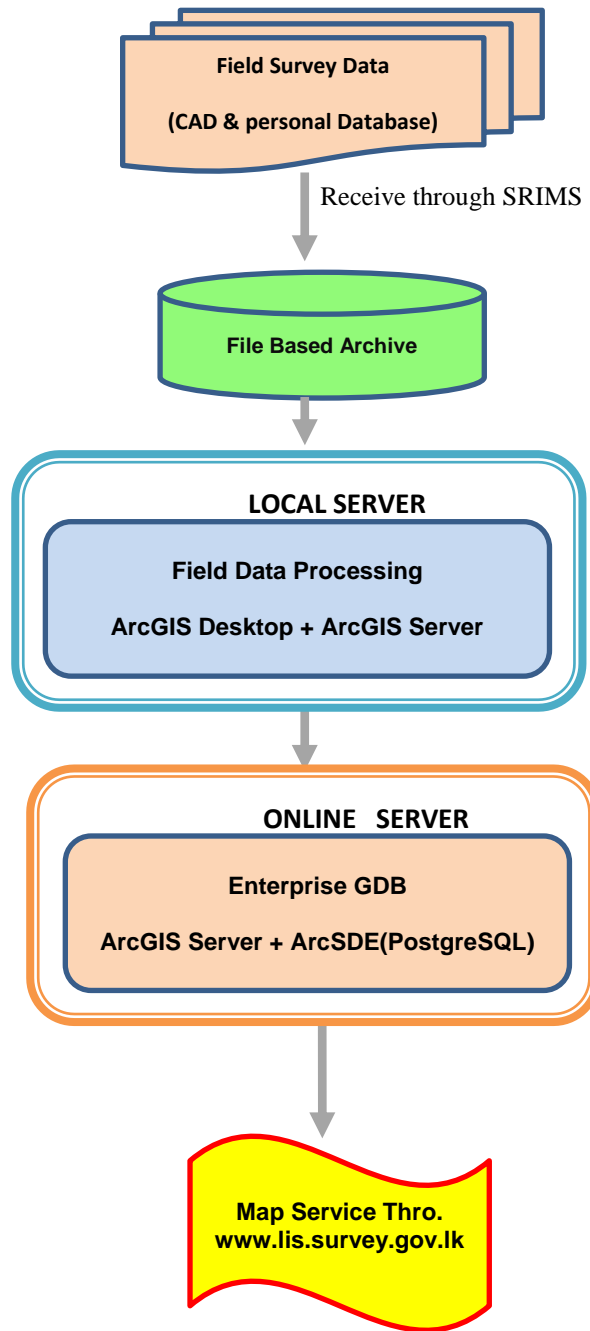 Field Survey Data
(CAD & personal Database)
Receive through SRIMS
File Based Archive
LOCAL SERVER
Field Data Processing
ArcGIS Desktop + ArcGIS Server
ONLINE SERVER
Enterprise GDB
ArcGIS Server + ArcSDE(PostgreSQL)
Map Service Thro.
www.lis.survey.gov.lk